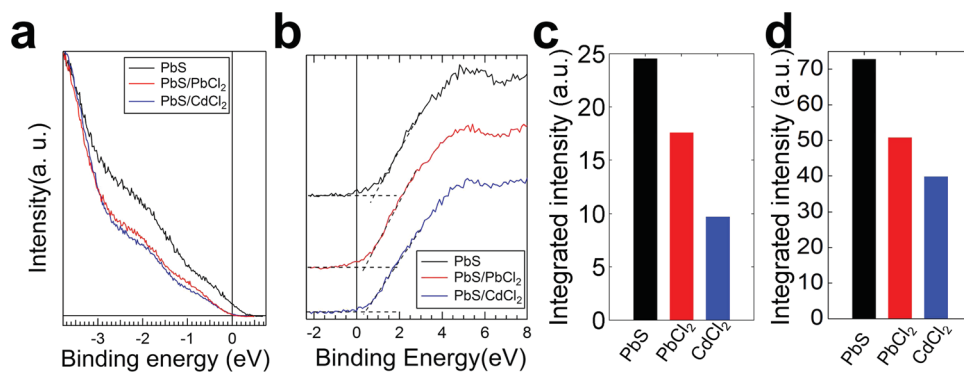 a
Intensity(a. u.)
PbS
PbS/PbCl₂
PbS/CdCl₂
-3 -2 -1 0
Binding energy (eV)
b
PbS
PbS/PbCl₂
PbS/CdCl₂
-2 0 2 4 6 8
Binding Energy(eV)
c
Integrated intensity (a.u.)
25
20
15
10
5
0
PbS PbCl₂ CdCl₂
d
Integrated intensity (a.u.)
70
60
50
40
30
20
10
0
PbS PbCl₂ CdCl₂